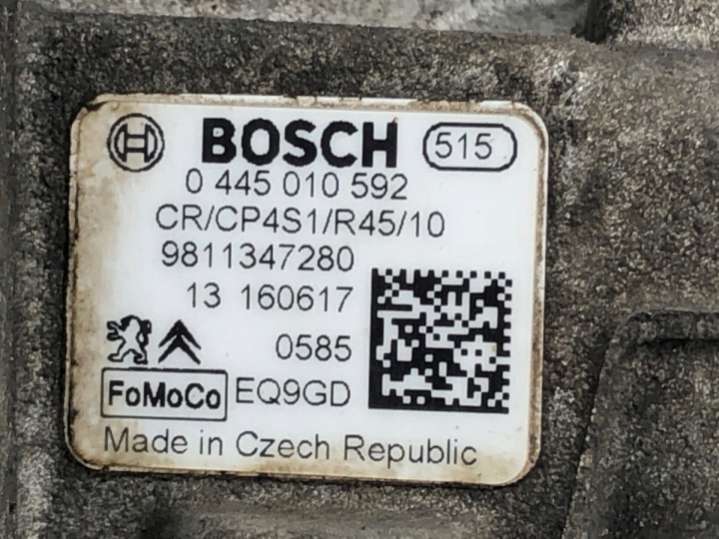 BOSCH 515
0 445 010 592
CR/CP4S1/R45/10
9811347280
13 160617
0585
FoMoCo EQ9GD
Made in Czech Republic